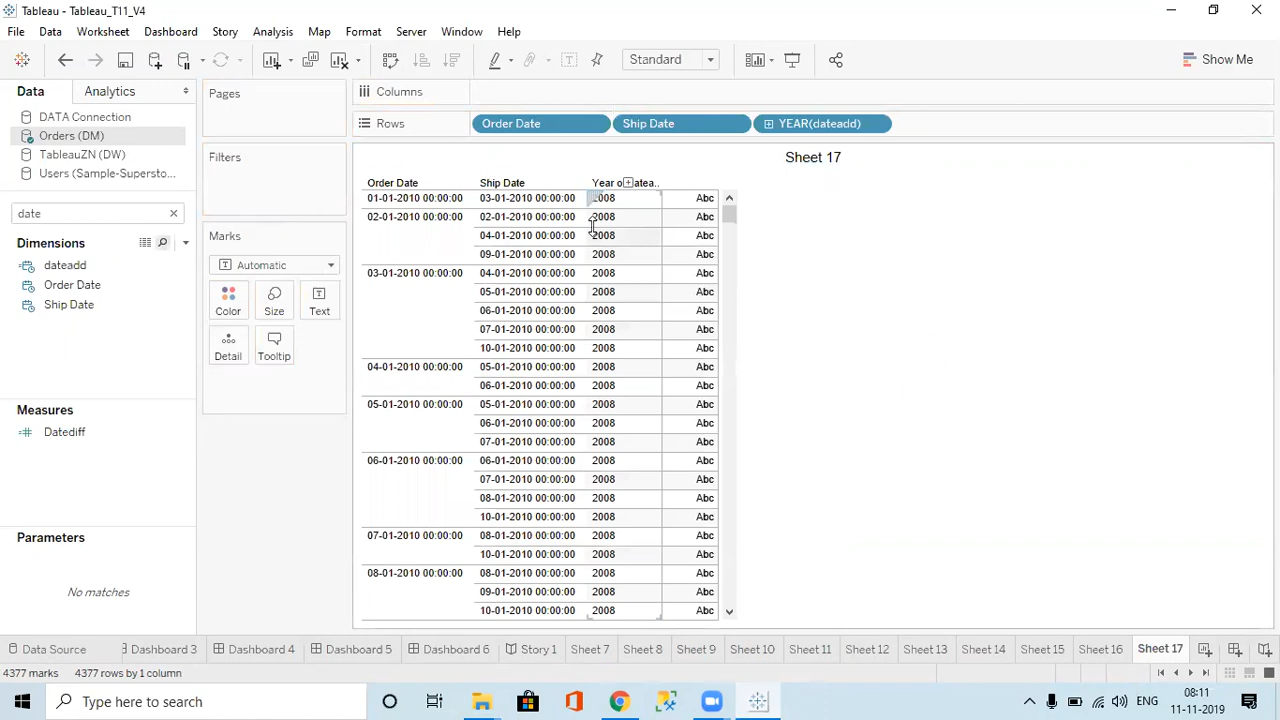 Tableau - Tableau_T11_V4
File Data Worksheet Dashboard Story Analysis Map Format Server Window Help
Standard
Show Me
Data Analytics
DATA Connection
Orders (DM)
TableauZN (DW)
Users (Sample-Supersto...
date
Dimensions
dateadd
Order Date
Ship Date
Measures
Datediff
Parameters
No matches
Pages
Filters
Marks
Automatic
Color Size Text
Detail Tooltip
Columns
Rows Order Date Ship Date YEAR(dateadd)
Sheet 17
Order Date Ship Date Year o atea..
01-01-2010 00:00:00 03-01-2010 00:00:00 2008 Abc
02-01-2010 00:00:00 02-01-2010 00:00:00 2008 Abc
04-01-2010 00:00:00 2008 Abc
09-01-2010 00:00:00 2008 Abc
03-01-2010 00:00:00 04-01-2010 00:00:00 2008 Abc
05-01-2010 00:00:00 2008 Abc
06-01-2010 00:00:00 2008 Abc
07-01-2010 00:00:00 2008 Abc
10-01-2010 00:00:00 2008 Abc
04-01-2010 00:00:00 05-01-2010 00:00:00 2008 Abc
06-01-2010 00:00:00 2008 Abc
05-01-2010 00:00:00 05-01-2010 00:00:00 2008 Abc
06-01-2010 00:00:00 2008 Abc
07-01-2010 00:00:00 2008 Abc
06-01-2010 00:00:00 06-01-2010 00:00:00 2008 Abc
07-01-2010 00:00:00 2008 Abc
08-01-2010 00:00:00 2008 Abc
10-01-2010 00:00:00 2008 Abc
07-01-2010 00:00:00 08-01-2010 00:00:00 2008 Abc
10-01-2010 00:00:00 2008 Abc
08-01-2010 00:00:00 08-01-2010 00:00:00 2008 Abc
09-01-2010 00:00:00 2008 Abc
10-01-2010 00:00:00 2008 Abc
Data Source Dashboard 3 Dashboard 4 Dashboard 5 Dashboard 6 Story 1 Sheet 7 Sheet 8 Sheet 9 Sheet 10 Sheet 11 Sheet 12 Sheet 13 Sheet 14 Sheet 15 Sheet 16 Sheet 17
4377 marks 4377 rows by 1 column
Type here to search
ENG
08:11
11-11-2019